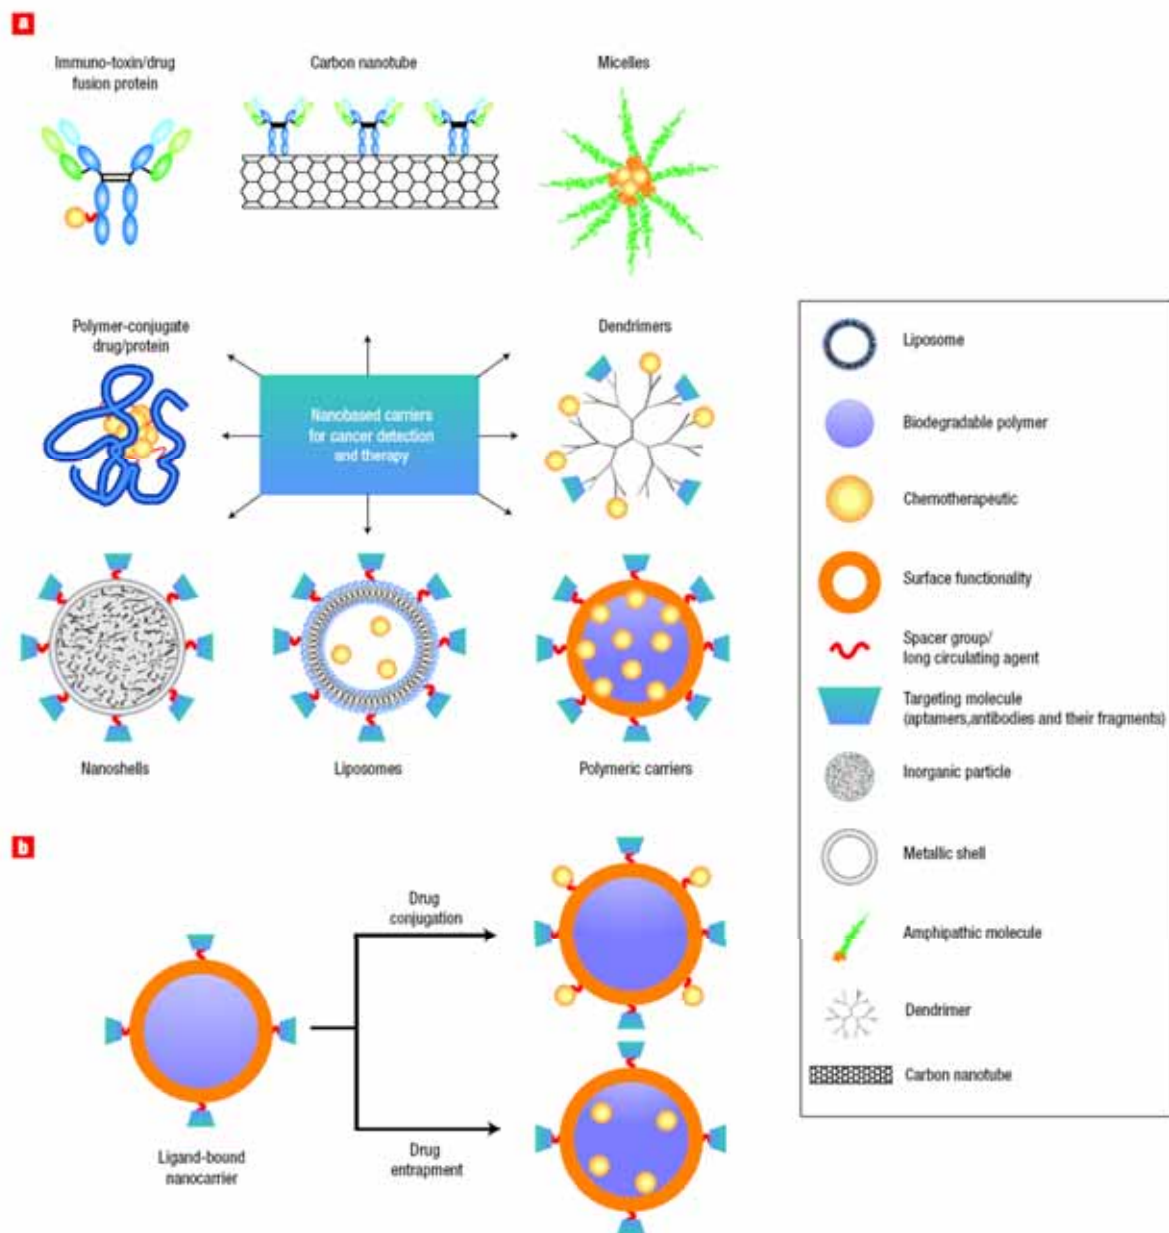 a
Immuno-toxin/drug
fusion protein
Carbon nanotube
Micelles
Polymer-conjugate
drug/protein
Nanobased carriers
for cancer detection
and therapy
Dendrimers
Nanoshells
Liposomes
Polymeric carriers
Liposome
Biodegradable polymer
Chemotherapeutic
Surface functionality
Spacer group/
long circulating agent
Targeting molecule
(aptamers,antibodies and their fragments)
Inorganic particle
Metallic shell
Amphipathic molecule
Dendrimer
Carbon nanotube
b
Ligand-bound
nanocarrier
Drug
conjugation
Drug
entrapment